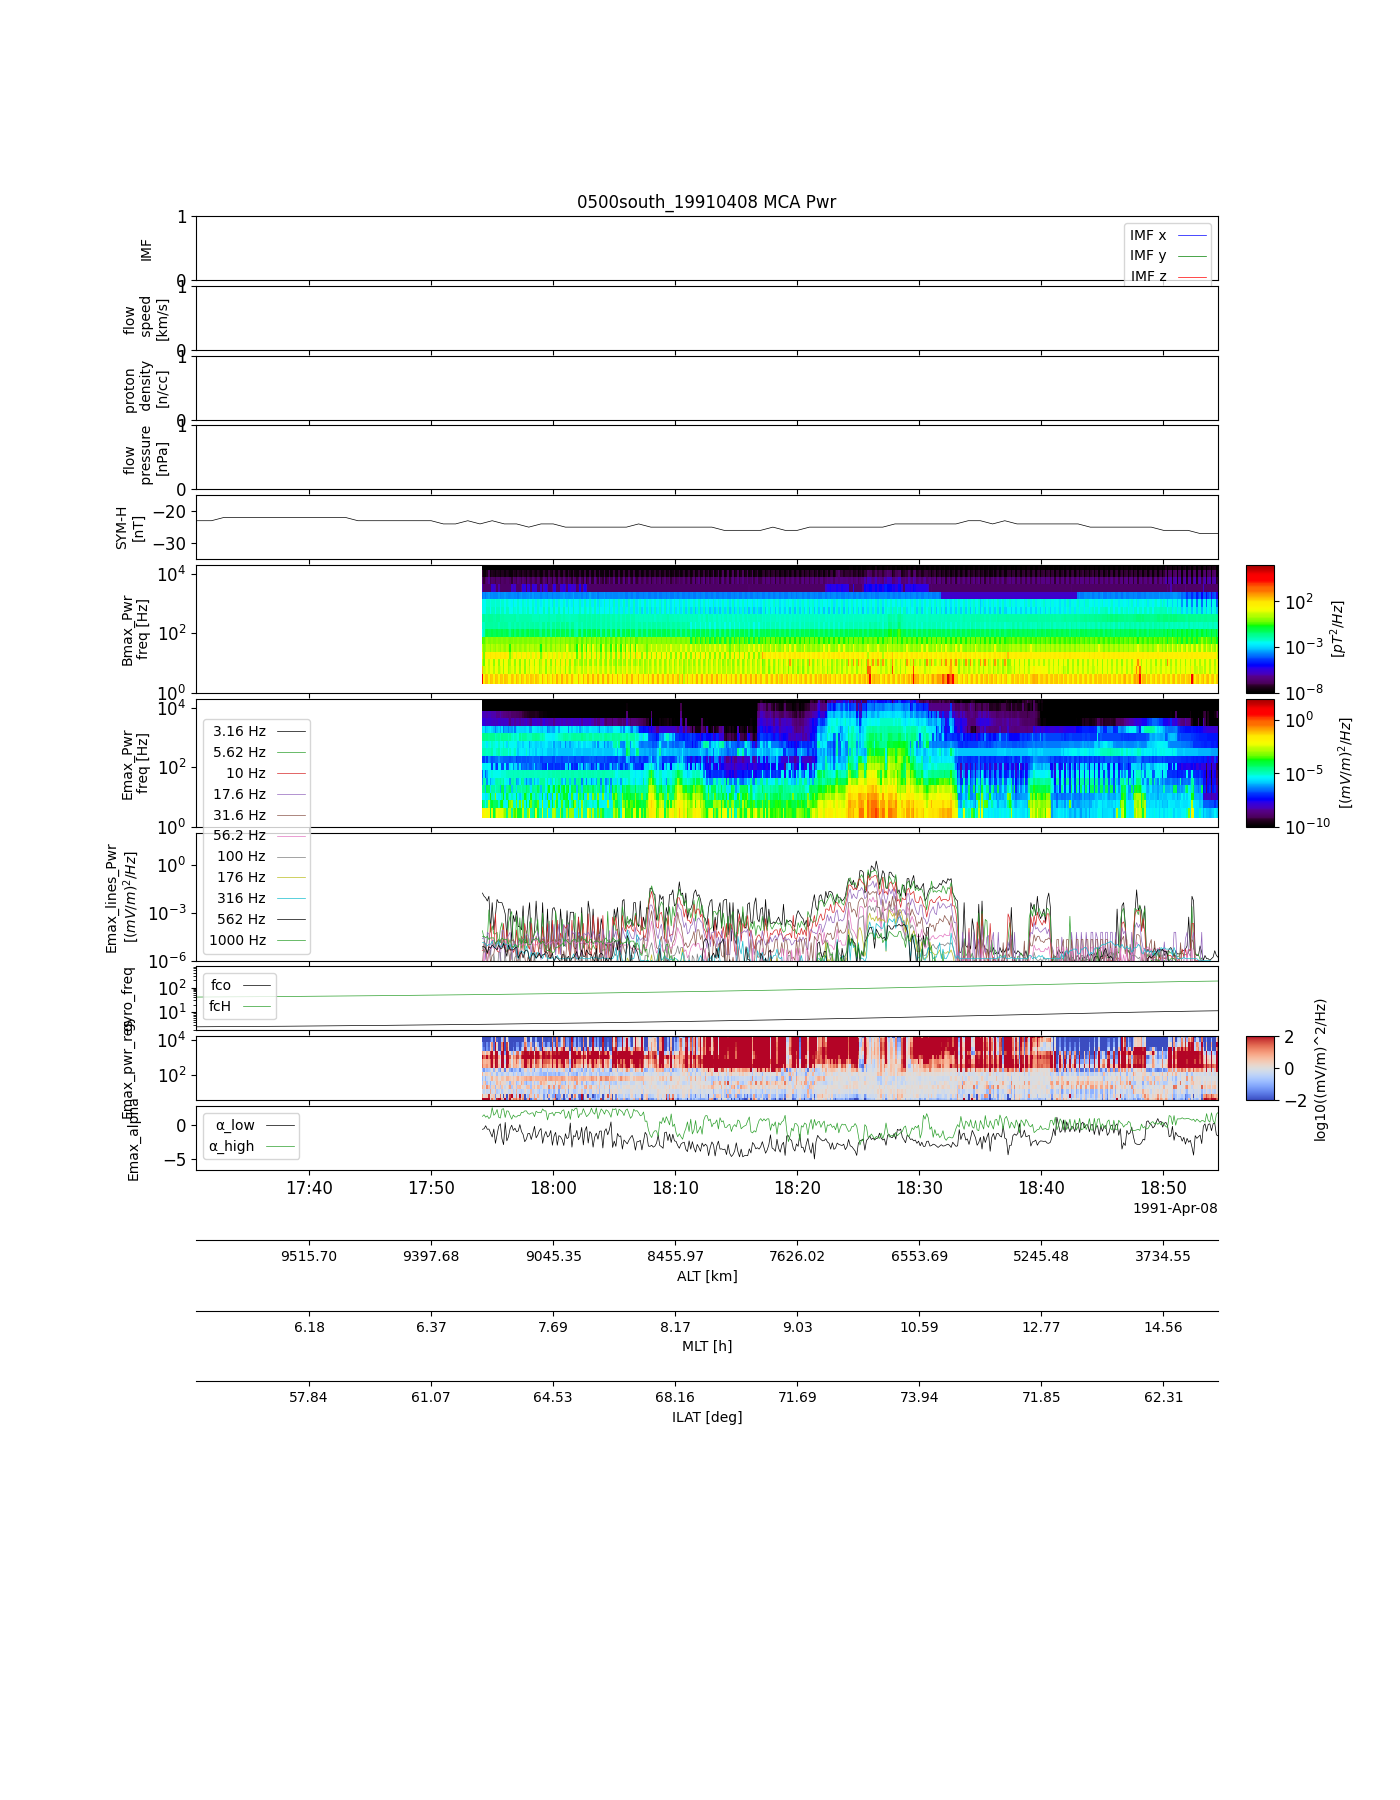 0500south_19910408 MCA Pwr
1
0
IMF
IMF x
IMF y
IMF z
1
0
flow
speed
[km/s]
1
0
proton
density
[n/cc]
1
0
flow
pressure
[nPa]
−20
−30
SYM-H
[nT]
10^4
10^2
10^0
Bmax_Pwr
freq [Hz]
10^2
10^−3
10^−8
[pT^2/Hz]
10^4
10^2
10^0
Emax_Pwr
freq [Hz]
10^0
10^−5
10^−10
[(mV/m)^2/Hz]
3.16 Hz
5.62 Hz
10 Hz
17.6 Hz
31.6 Hz
56.2 Hz
100 Hz
176 Hz
316 Hz
562 Hz
1000 Hz
10^0
10^−3
10^−6
Emax_lines_Pwr
[(mV/m)^2/Hz]
10^2
10^1
gyro_freq
fco
fcH
10^4
10^2
Emax_pwr_reg
2
0
−2
log10((mV/m)^2/Hz)
0
−5
Emax_alpha
α_low
α_high
17:40 17:50 18:00 18:10 18:20 18:30 18:40 18:50
1991-Apr-08
9515.70 9397.68 9045.35 8455.97 7626.02 6553.69 5245.48 3734.55
ALT [km]
6.18 6.37 7.69 8.17 9.03 10.59 12.77 14.56
MLT [h]
57.84 61.07 64.53 68.16 71.69 73.94 71.85 62.31
ILAT [deg]